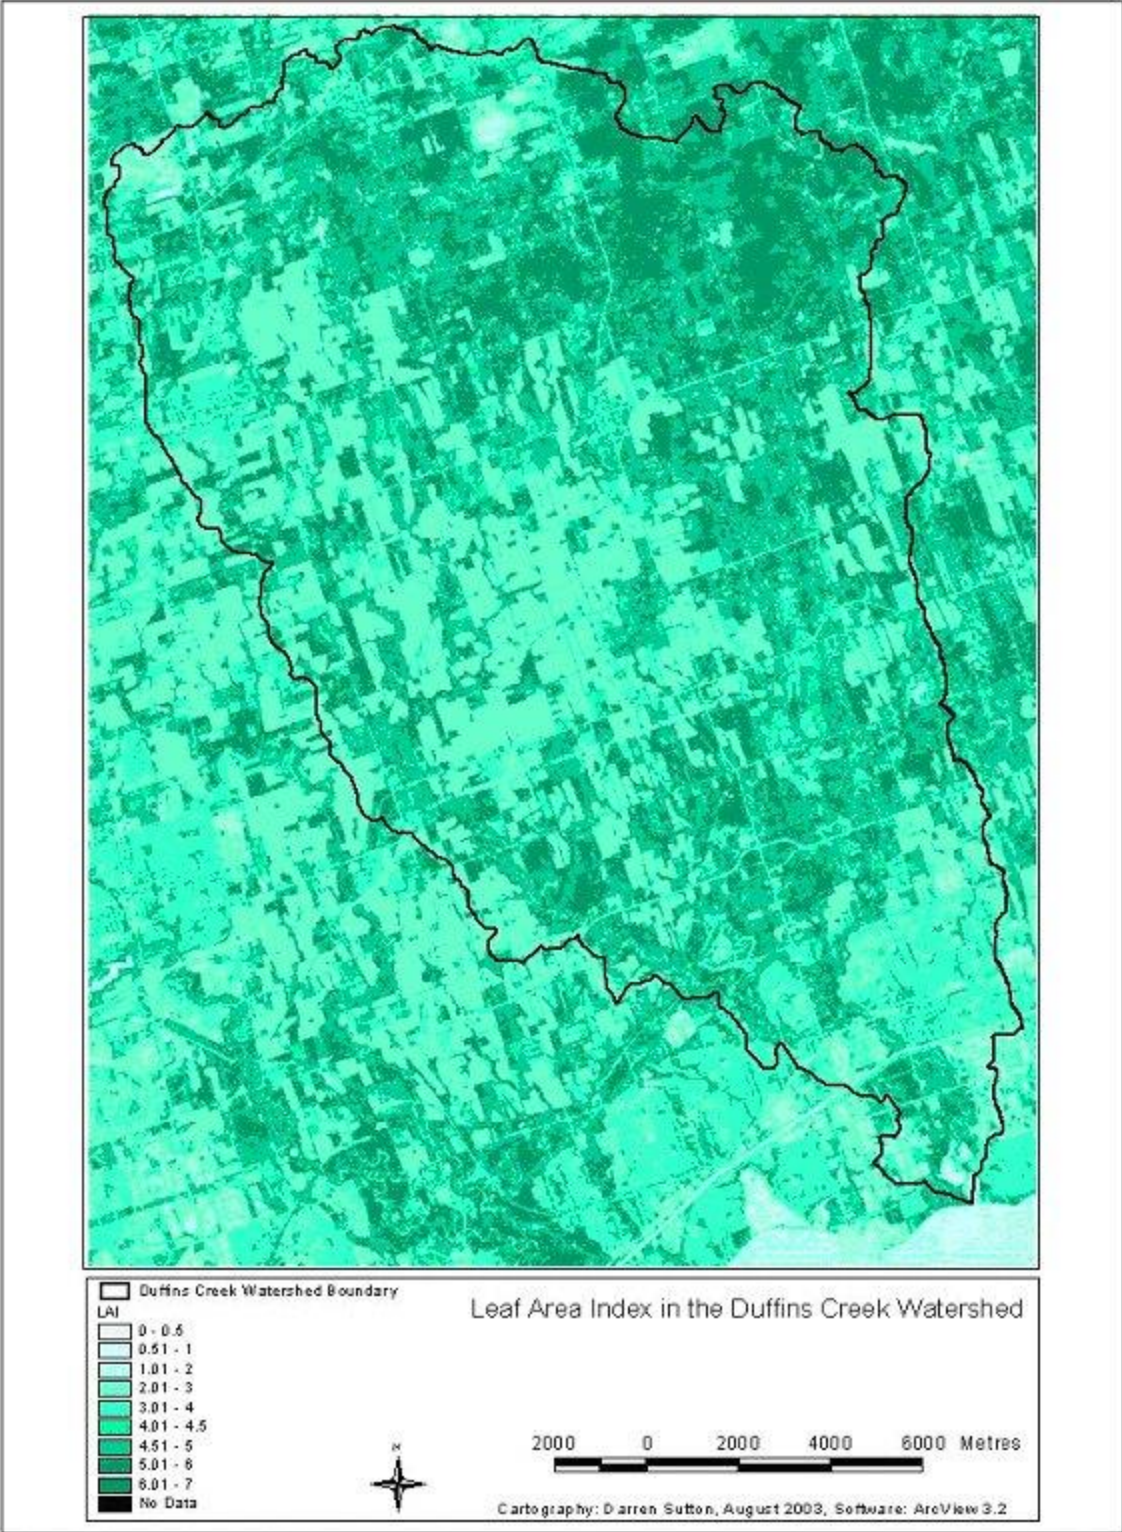 Duffins Creek Watershed Boundary
LAI
0 - 0.5
0.51 - 1
1.01 - 2
2.01 - 3
3.01 - 4
4.01 - 4.5
4.51 - 5
5.01 - 6
6.01 - 7
No Data
Leaf Area Index in the Duffins Creek Watershed
N
2000 0 2000 4000 6000 Metres
Cartography: Darren Sutton, August 2003, Software: ArcView 3.2